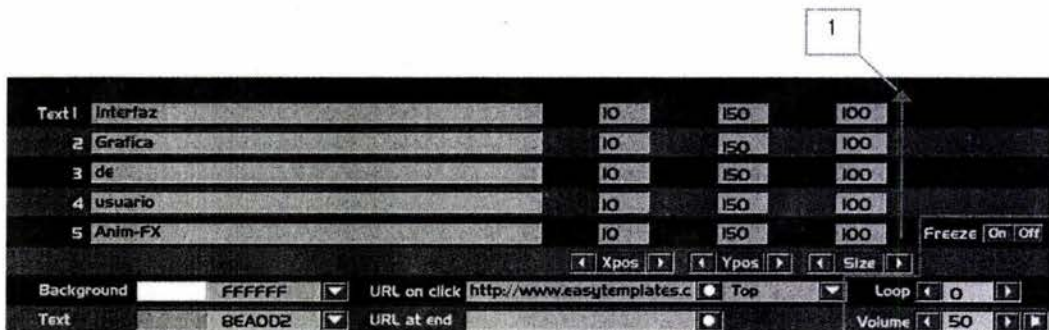 1
Text 1 Interfaz 10 150 100
2 Grafica 10 150 100
3 de 10 150 100
4 usuario 10 150 100
5 Anim-FX 10 150 100
Freeze On Off
Xpos Ypos Size
Background FFFFFF URL on click http://www.easytemplates.c Top Loop 0
Text 8EA0D2 URL at end Volume 50